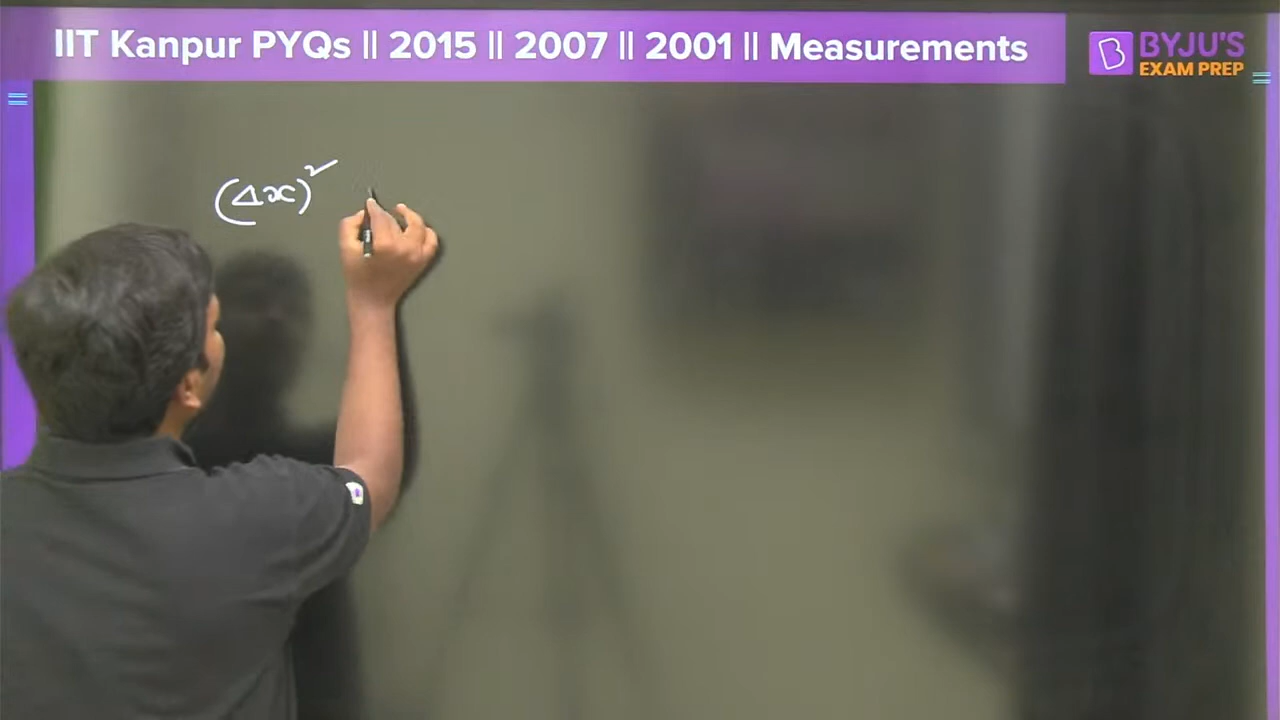 IIT Kanpur PYQs || 2015 || 2007 || 2001 || Measurements
BYJU'S
EXAM PREP
(Δx)²